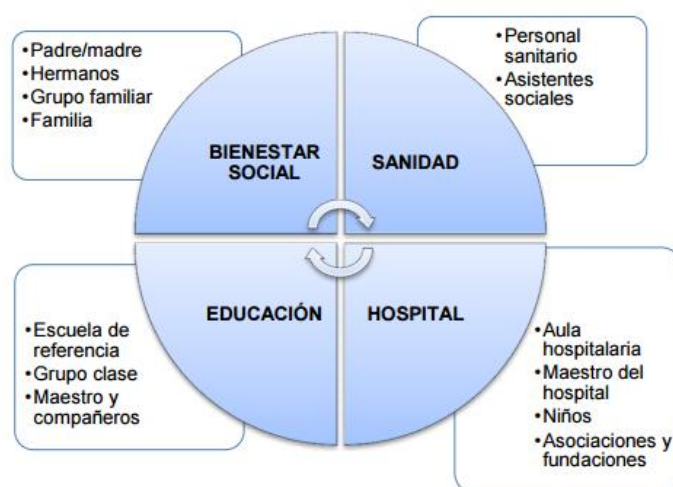 •Padre/madre
•Hermanos
•Grupo familiar
•Familia
•Personal
sanitario
•Asistentes
sociales
BIENESTAR
SOCIAL
SANIDAD
EDUCACIÓN
HOSPITAL
•Escuela de
referencia
•Grupo clase
•Maestro y
compañeros
•Aula
hospitalaria
•Maestro del
hospital
•Niños
•Asociaciones y
fundaciones